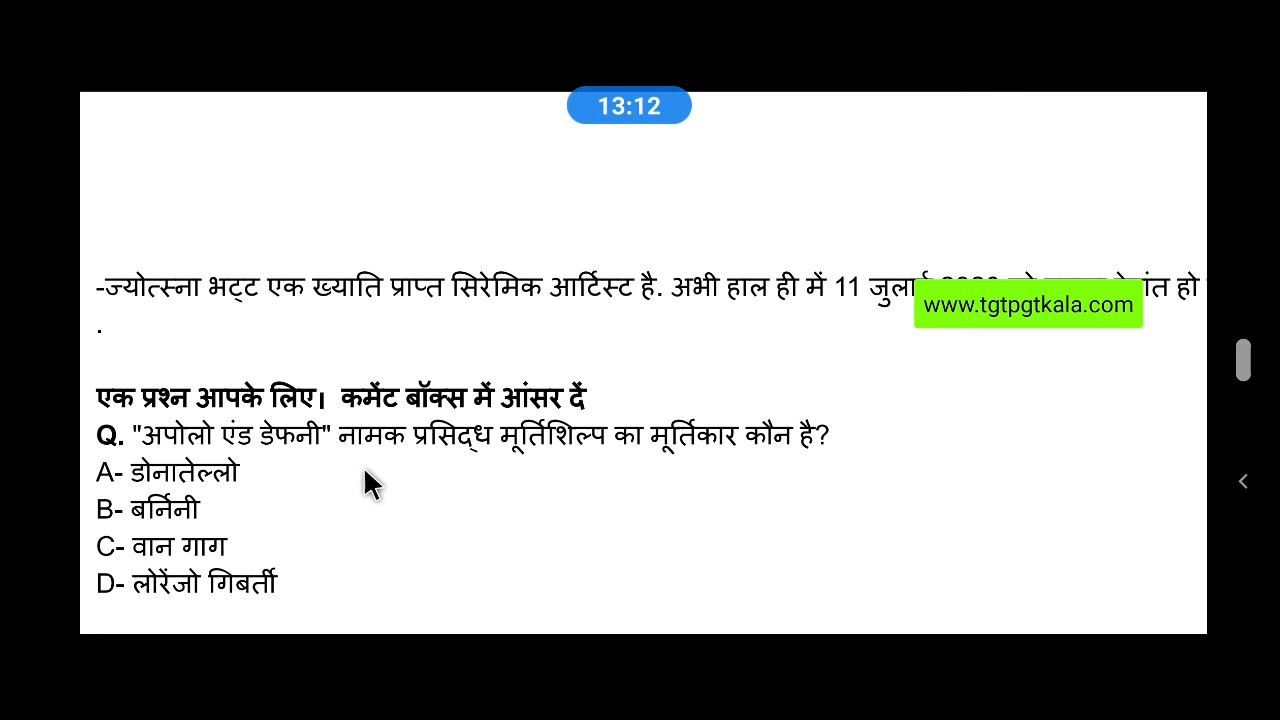 13:12
-ज्योत्स्ना भट्ट एक ख्याति प्राप्त सिरेमिक आर्टिस्ट है. अभी हाल ही में 11 हो
www.tgtpgtkala.com
.
एक प्रश्न आपके लिए। कमेंट बॉक्स में आंसर दें
Q. "अपोलो एंड डेफनी" नामक प्रसिद्ध मूर्तिशिल्प का मूर्तिकार कौन है?
A- डोनातेल्लो
B- बर्निनी
C- वान गाग
D- लोरेंजो गिबर्ती